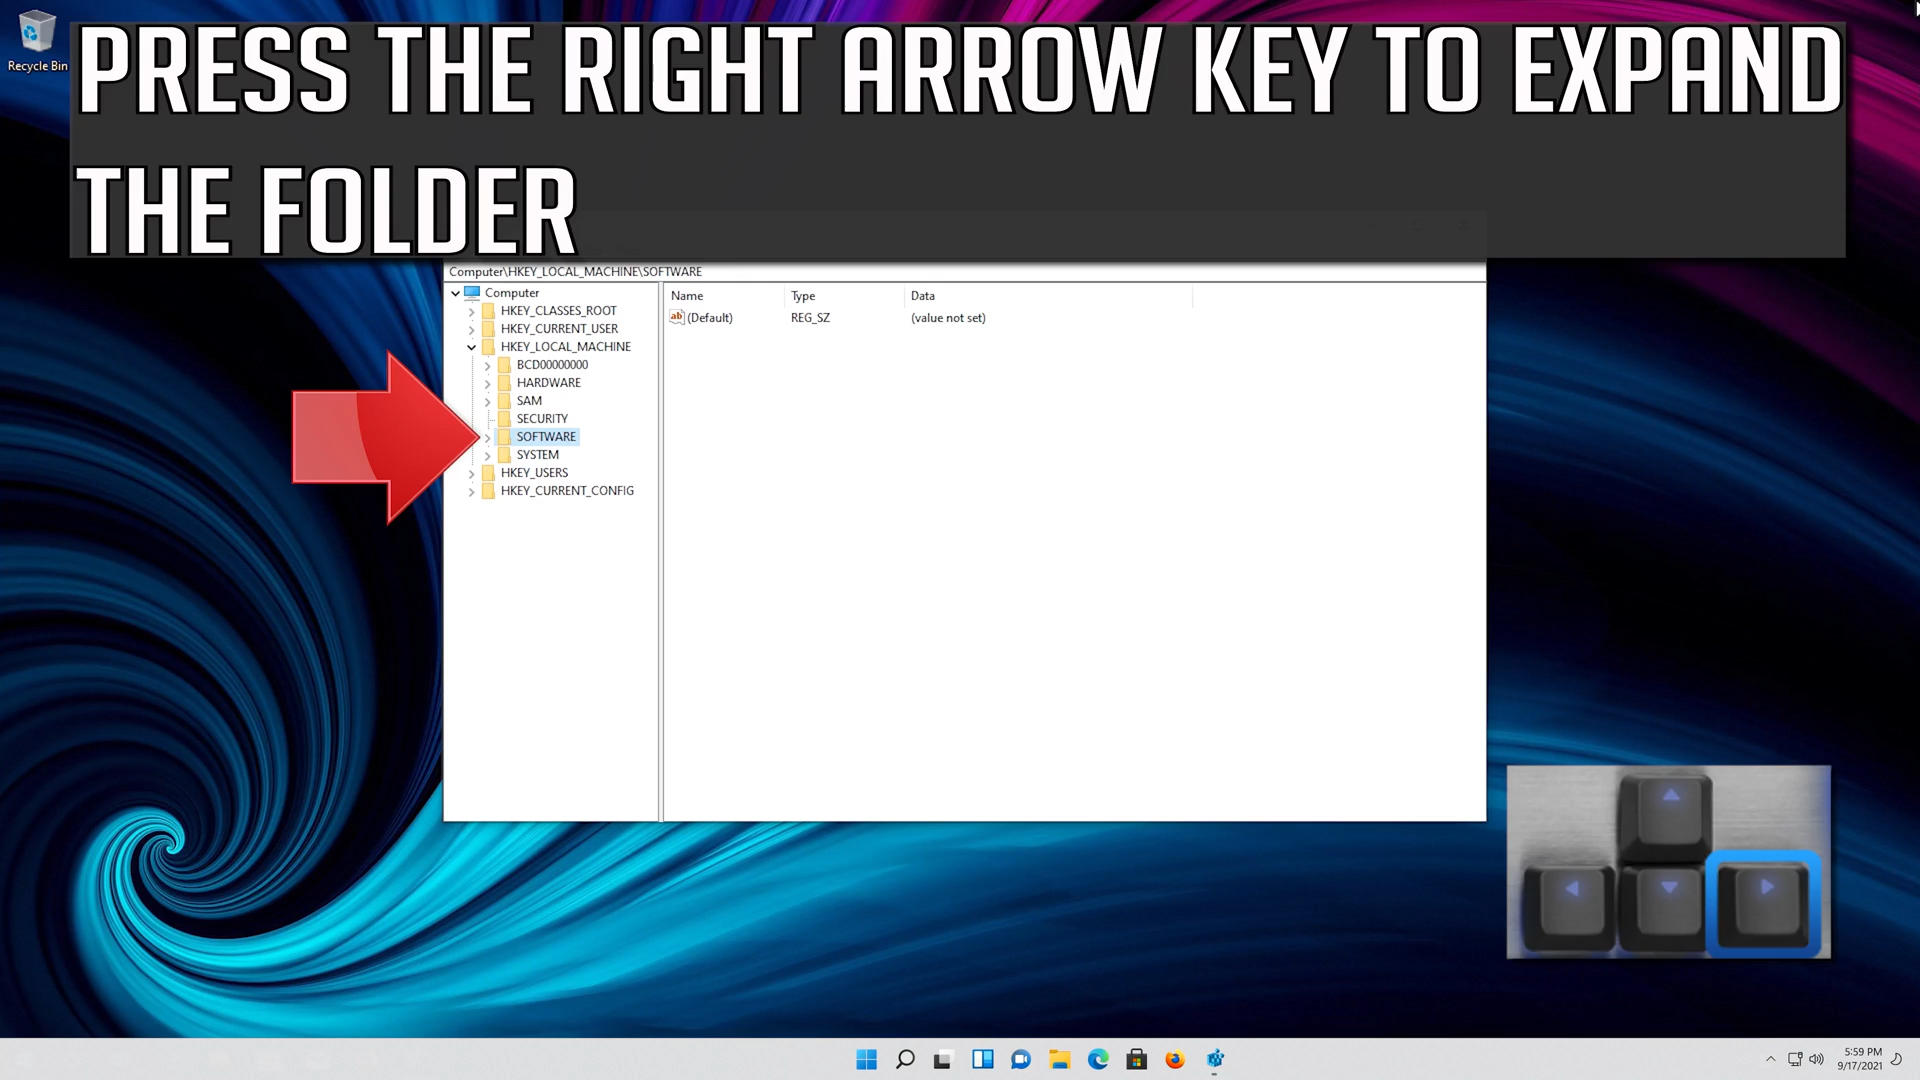 PRESS THE RIGHT ARROW KEY TO EXPAND
THE FOLDER
Recycle Bin
Computer\HKEY_LOCAL_MACHINE\SOFTWARE
Computer
HKEY_CLASSES_ROOT
HKEY_CURRENT_USER
HKEY_LOCAL_MACHINE
BCD00000000
HARDWARE
SAM
SECURITY
SOFTWARE
SYSTEM
HKEY_USERS
HKEY_CURRENT_CONFIG
Name Type Data
ab (Default) REG_SZ (value not set)
5:59 PM
9/17/2021